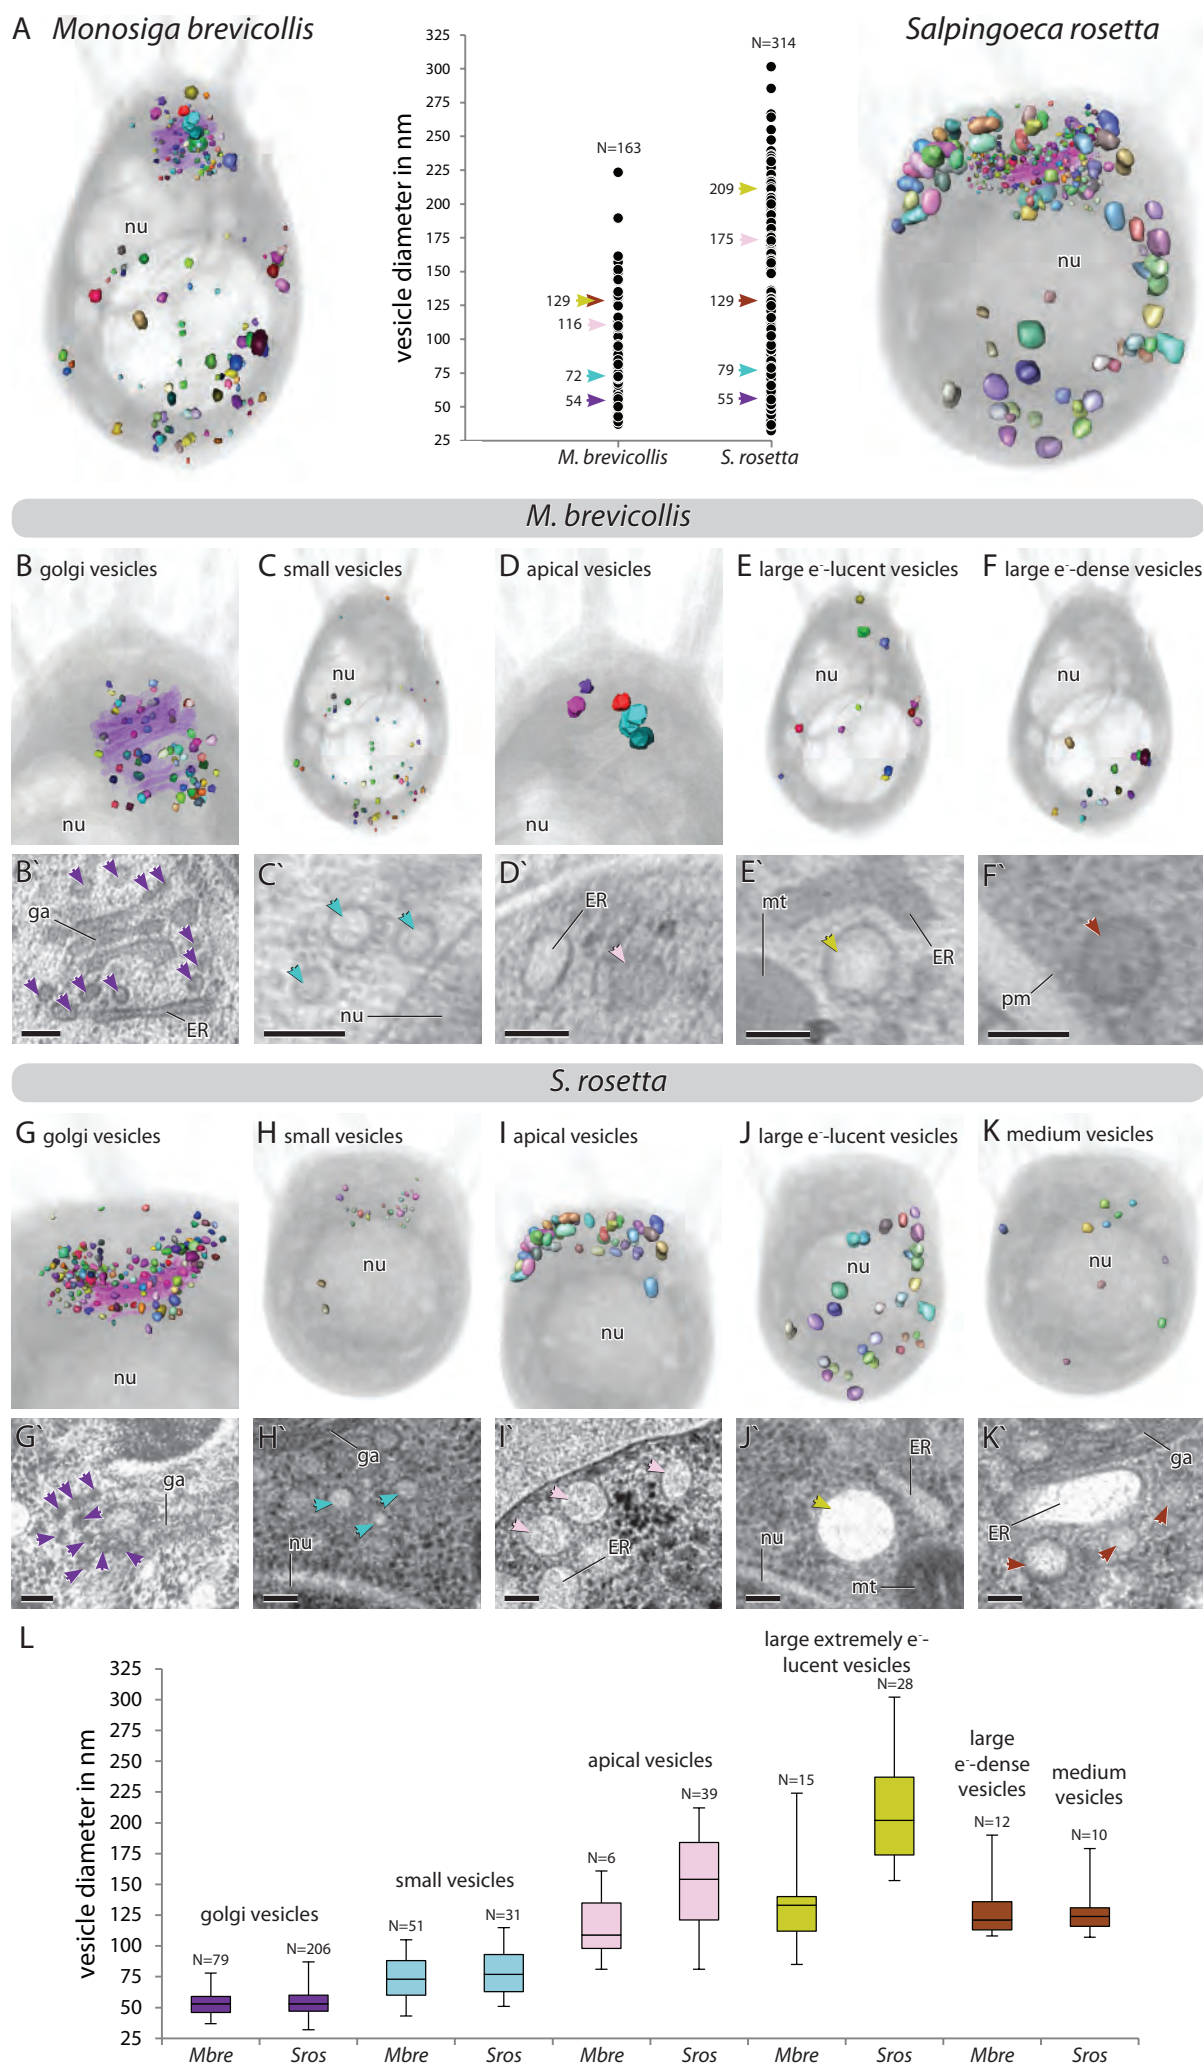 A Monosiga brevicollis
Salpingoeca rosetta
vesicle diameter in nm
325
300
275
250
225
200
175
150
125
100
75
50
25
N=163
N=314
129
116
72
54
209
175
129
79
55
M. brevicollis
S. rosetta
nu
nu
M. brevicollis
B golgi vesicles
C small vesicles
D apical vesicles
E large e⁻-lucent vesicles
F large e⁻-dense vesicles
nu
nu
nu
nu
nu
B`
ga
ER
C`
nu
D`
ER
E`
mt
ER
F`
pm
S. rosetta
G golgi vesicles
H small vesicles
I apical vesicles
J large e⁻-lucent vesicles
K medium vesicles
nu
nu
nu
nu
nu
G`
ga
H`
ga
nu
I`
ER
J`
ER
nu
mt
K`
ga
ER
L
vesicle diameter in nm
325
300
275
250
225
200
175
150
125
100
75
50
25
golgi vesicles
N=79
N=206
small vesicles
N=51
N=31
apical vesicles
N=6
N=39
large extremely e⁻-
lucent vesicles
N=15
N=28
large
e⁻-dense
vesicles
N=12
medium
vesicles
N=10
Mbre Sros Mbre Sros Mbre Sros Mbre Sros Mbre Sros